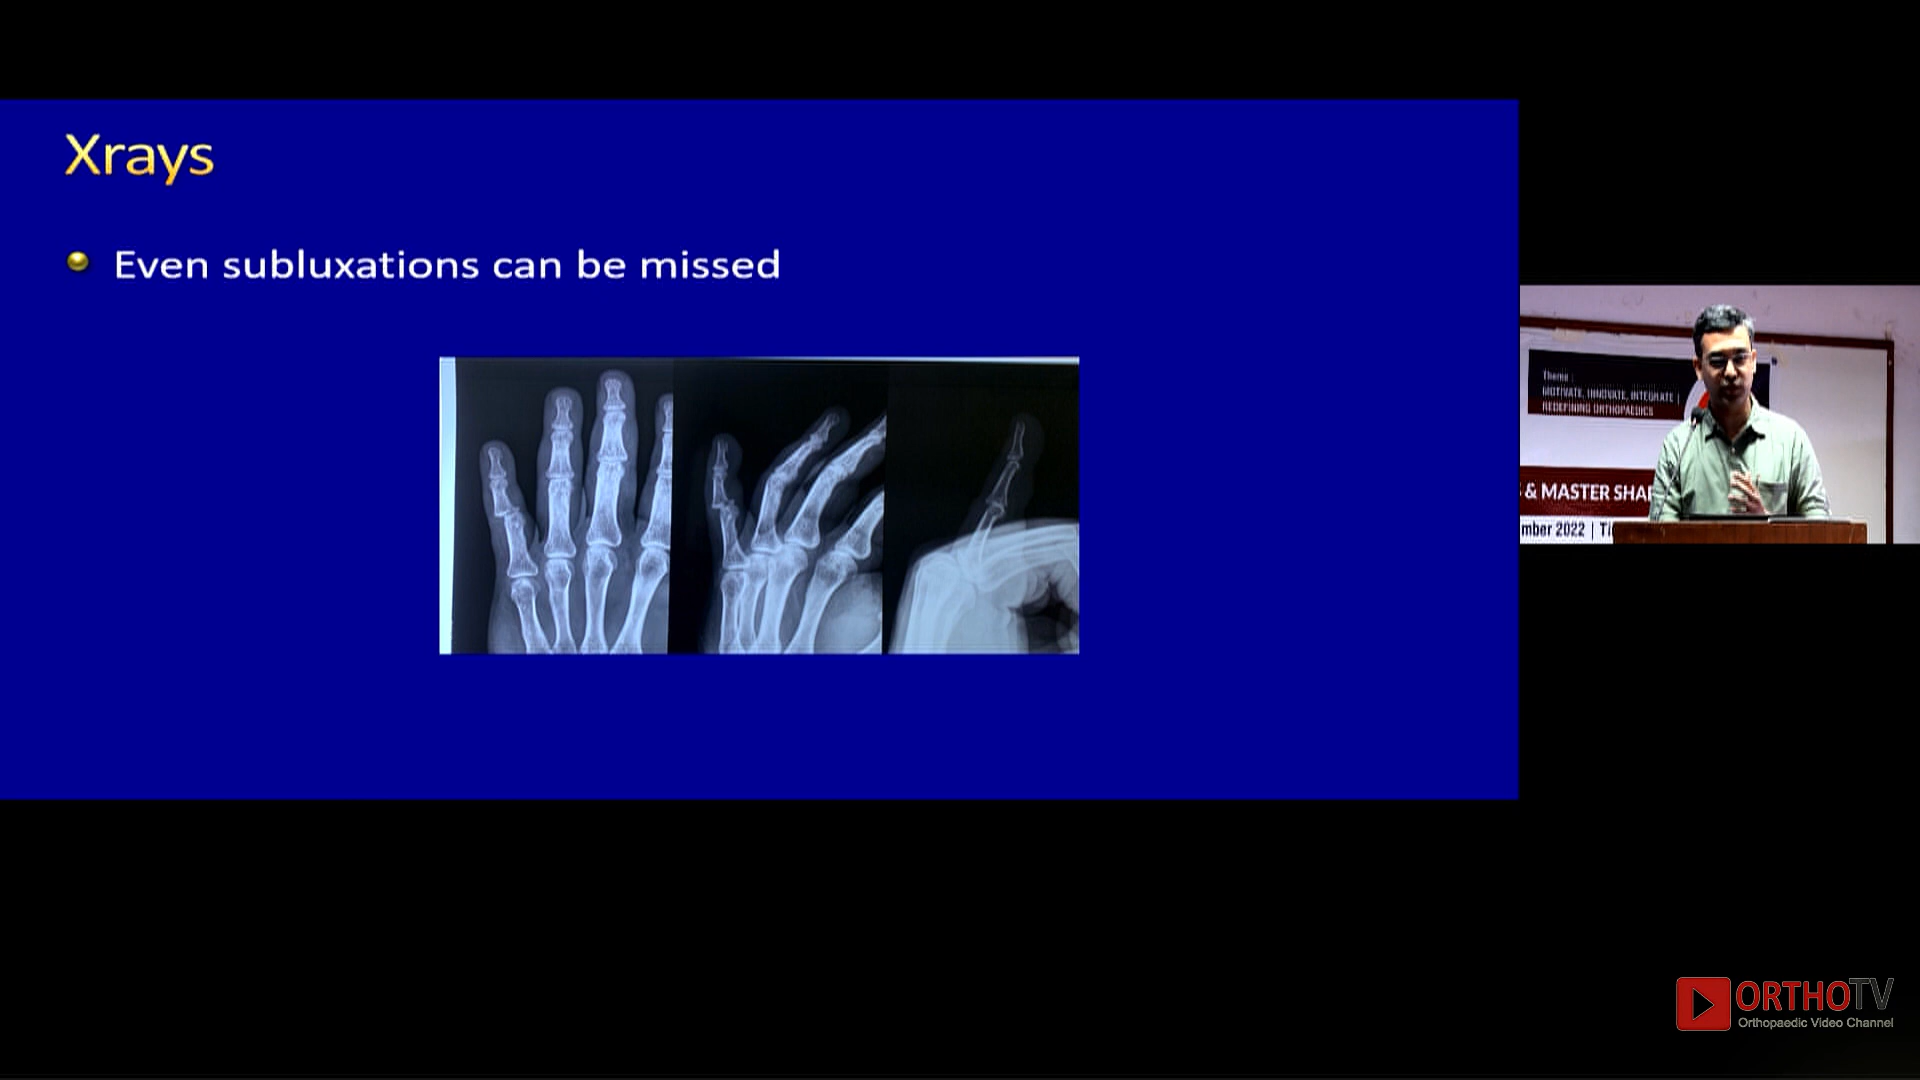 Xrays
Even subluxations can be missed
Theme :
MOTIVATE, INNOVATE, INTEGRATE |
REDEFINING ORTHOPAEDICS
& MASTER SHA
mber 2022 | Ti
ORTHOTV
Orthopaedic Video Channel